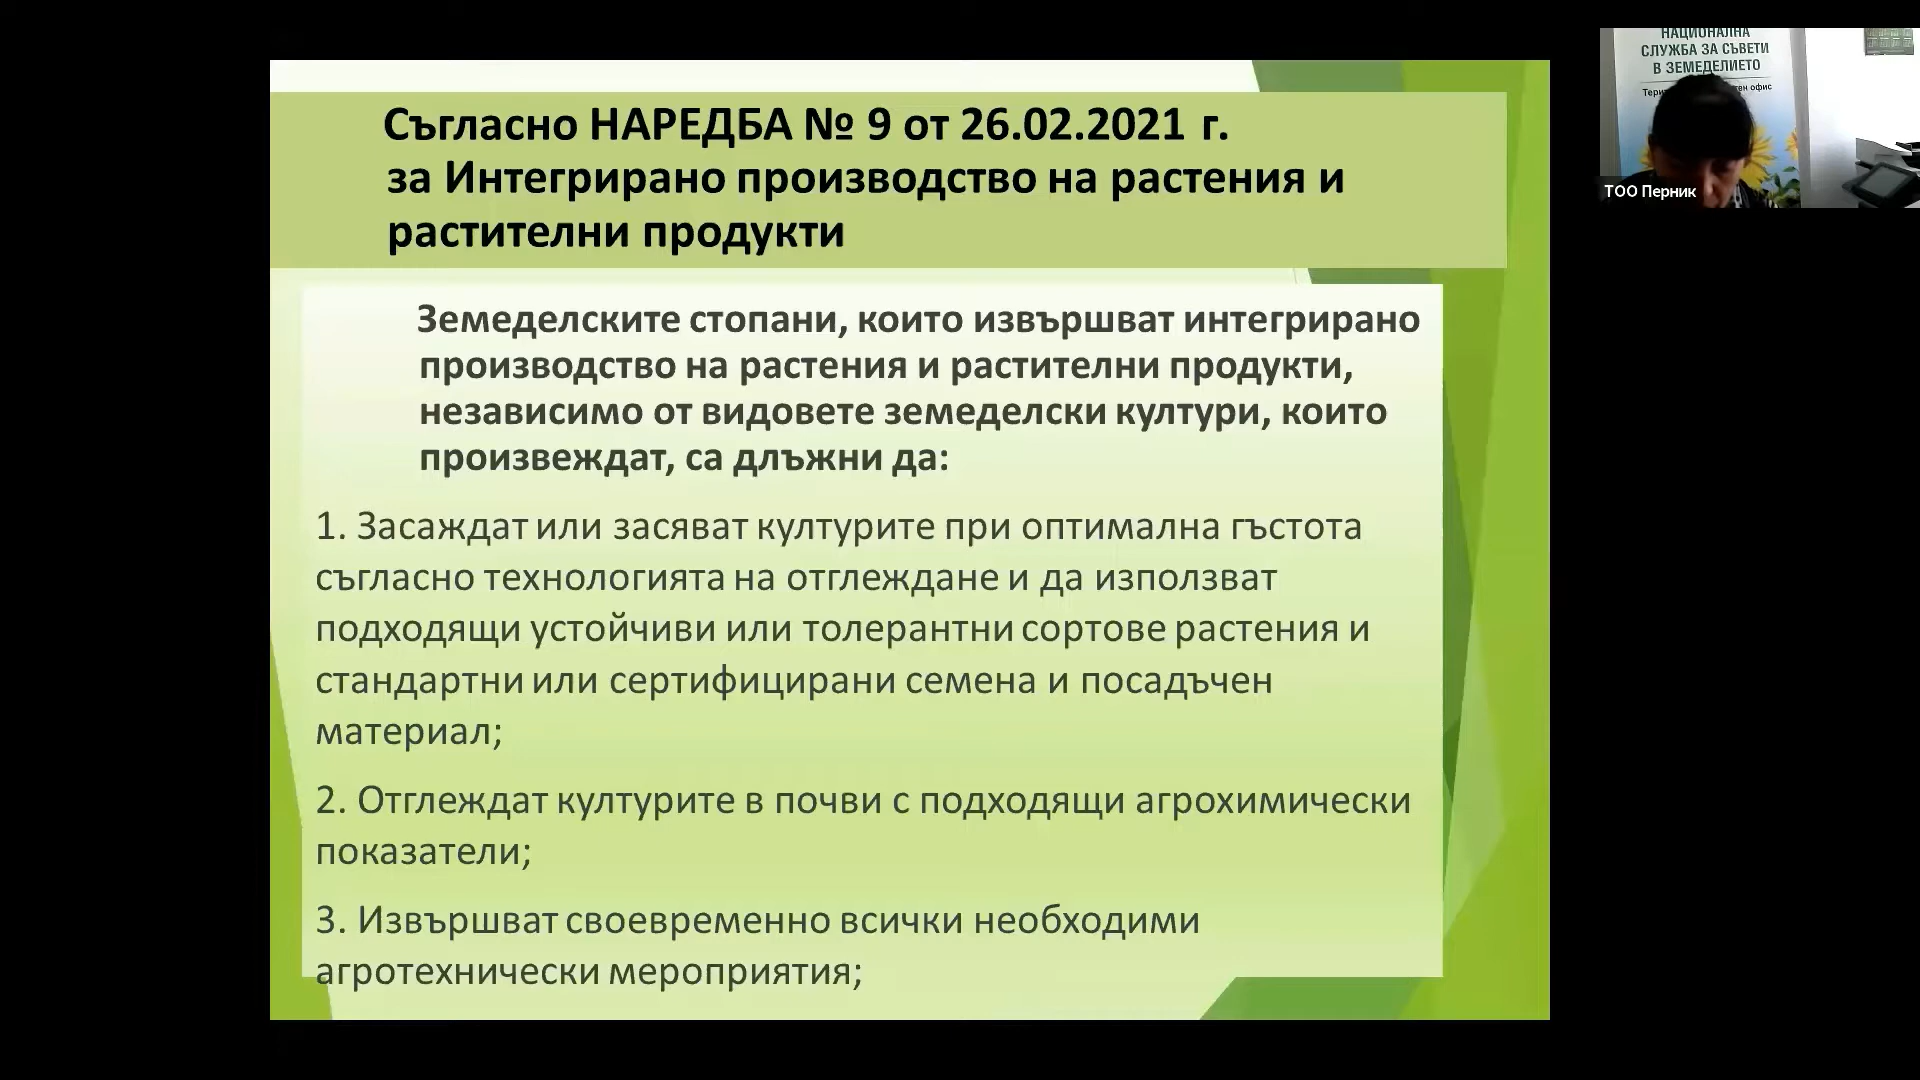 Съгласно НАРЕДБА № 9 от 26.02.2021 г.
за Интегрирано производство на растения и
растителни продукти
Земеделските стопани, които извършват интегрирано
производство на растения и растителни продукти,
независимо от видовете земеделски култури, които
произвеждат, са длъжни да:
1. Засаждат или засяват културите при оптимална гъстота
съгласно технологията на отглеждане и да използват
подходящи устойчиви или толерантни сортове растения и
стандартни или сертифицирани семена и посадъчен
материал;
2. Отглеждат културите в почви с подходящи агрохимически
показатели;
3. Извършват своевременно всички необходими
агротехнически мероприятия;
НАЦИОНАЛНА
СЛУЖБА ЗА СЪВЕТИ
В ЗЕМЕДЕЛИЕТО
офис
ТОО Перник